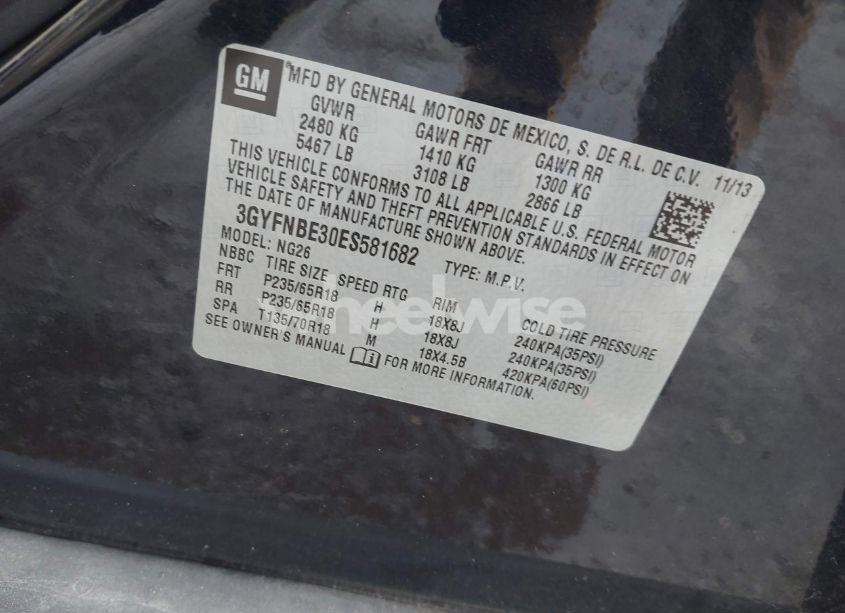 GM
MFD BY GENERAL MOTORS DE MEXICO, S. DE R.L. DE C.V. 11/13
GVWR GAWR FRT GAWR RR
2480 KG 1410 KG 1300 KG
5467 LB 3108 LB 2866 LB
THIS VEHICLE CONFORMS TO ALL APPLICABLE U.S. FEDERAL MOTOR
VEHICLE SAFETY AND THEFT PREVENTION STANDARDS IN EFFECT ON
THE DATE OF MANUFACTURE SHOWN ABOVE.
3GYFNBE30ES581682 TYPE: M.P.V.
MODEL: NG26
NBBC TIRE SIZE SPEED RTG RIM COLD TIRE PRESSURE
FRT P235/65R18 H 18X8J 240KPA(35PSI)
RR P235/65R18 H 18X8J 240KPA(35PSI)
SPA T135/70R18 M 18X4.5B 420KPA(60PSI)
SEE OWNER'S MANUAL FOR MORE INFORMATION.
wheelwise